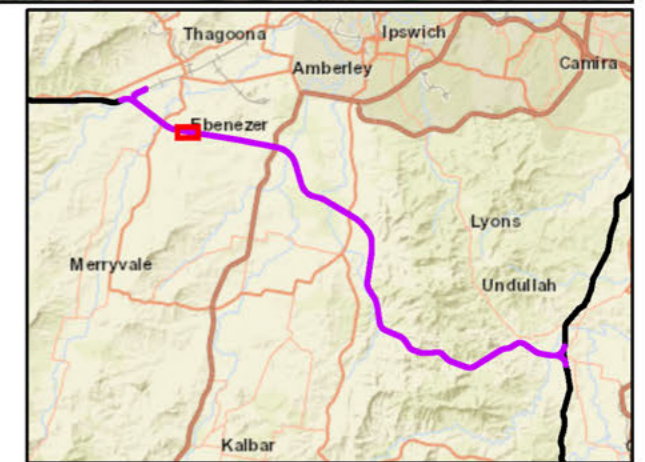 Thagoona
Ipswich
Camira
Amberley
Ebenezer
Lyons
Merryvale
Undullah
Kalbar